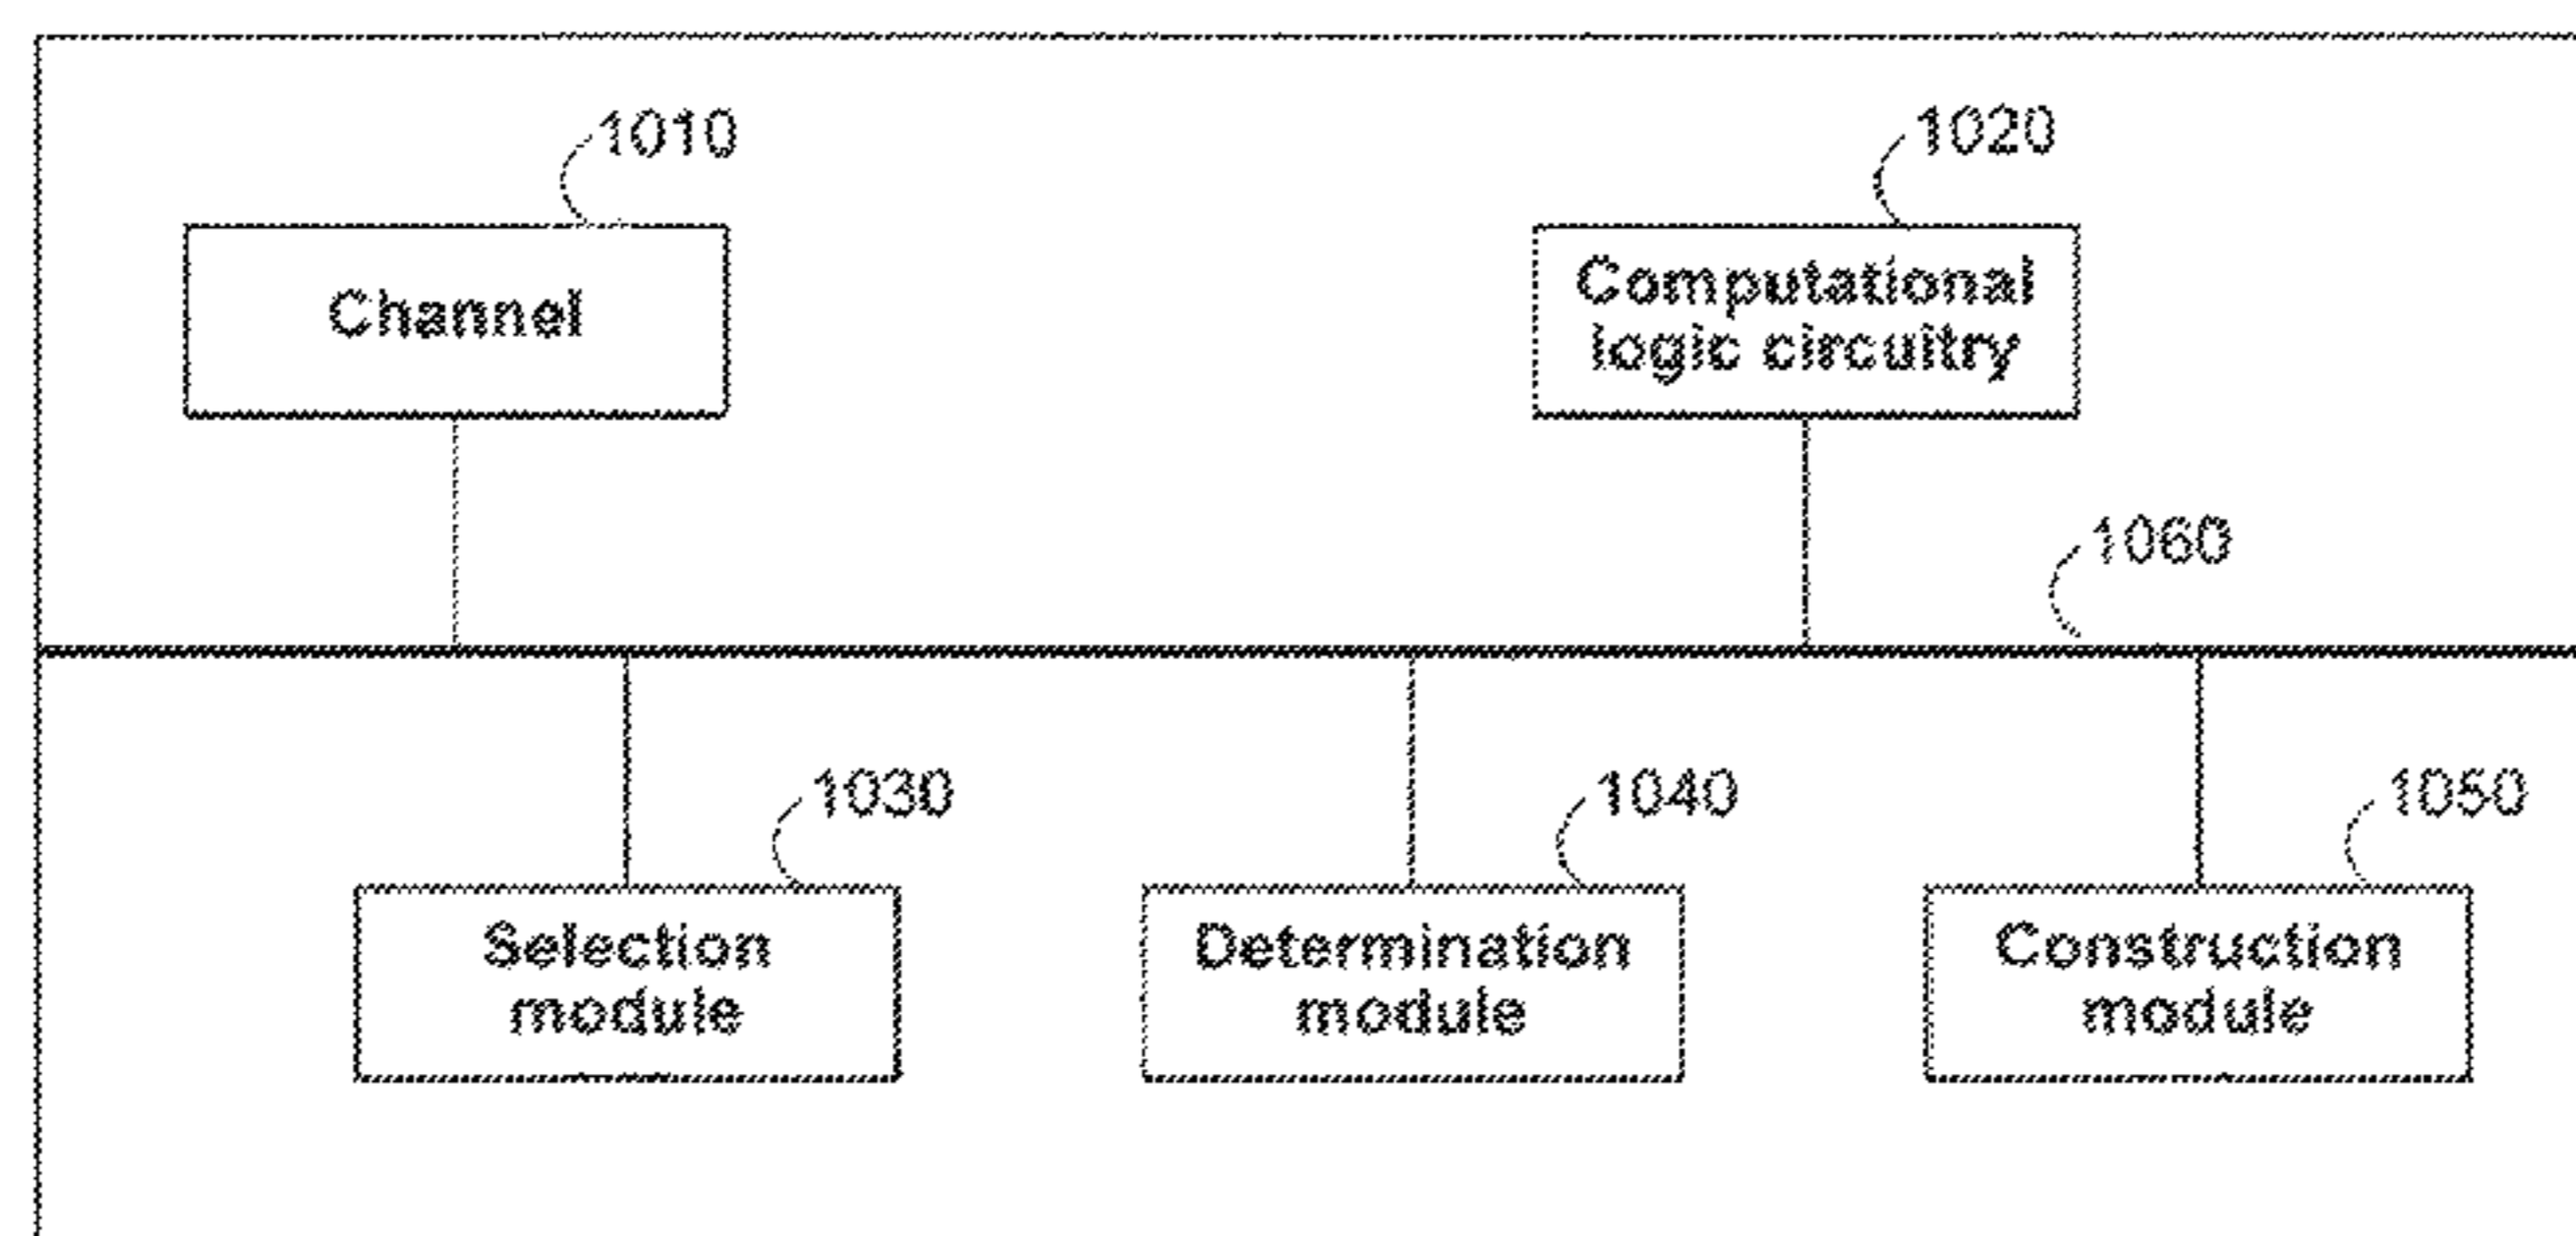 1010
1020
Channel
Computational
logic circuitry
1060
1030
1040
1050
Selection
module
Determination
module
Construction
module